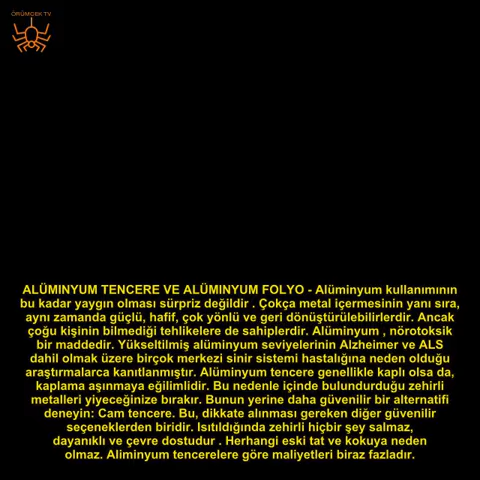 ÖRÜMCEK TV
ALÜMINYUM TENCERE VE ALÜMINYUM FOLYO - Alüminyum kullanımının
bu kadar yaygın olması sürpriz değildir . Çokça metal içermesinin yanı sıra,
aynı zamanda güçlü, hafif, çok yönlü ve geri dönüştürülebilirlerdir. Ancak
çoğu kişinin bilmediği tehlikelere de sahiplerdir. Alüminyum , nörotoksik
bir maddedir. Yükseltilmiş alüminyum seviyelerinin Alzheimer ve ALS
dahil olmak üzere birçok merkezi sinir sistemi hastalığına neden olduğu
araştırmalarca kanıtlanmıştır. Alüminyum tencere genellikle kaplı olsa da,
kaplama aşınmaya eğilimlidir. Bu nedenle içinde bulundurduğu zehirli
metalleri yiyeceğinize bırakır. Bunun yerine daha güvenilir bir alternatifi
deneyin: Cam tencere. Bu, dikkate alınması gereken diğer güvenilir
seçeneklerden biridir. Isıtıldığında zehirli hiçbir şey salmaz,
dayanıklı ve çevre dostudur . Herhangi eski tat ve kokuya neden
olmaz. Aliminyum tencerelere göre maliyetleri biraz fazladır.